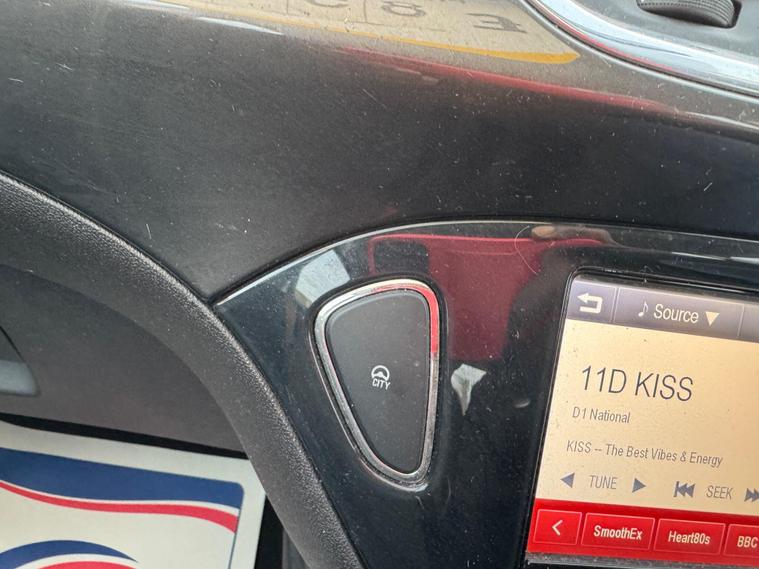 CITY
Source
11D KISS
D1 National
KISS -- The Best Vibes & Energy
TUNE
SEEK
SmoothEx
Heart80s
BBC